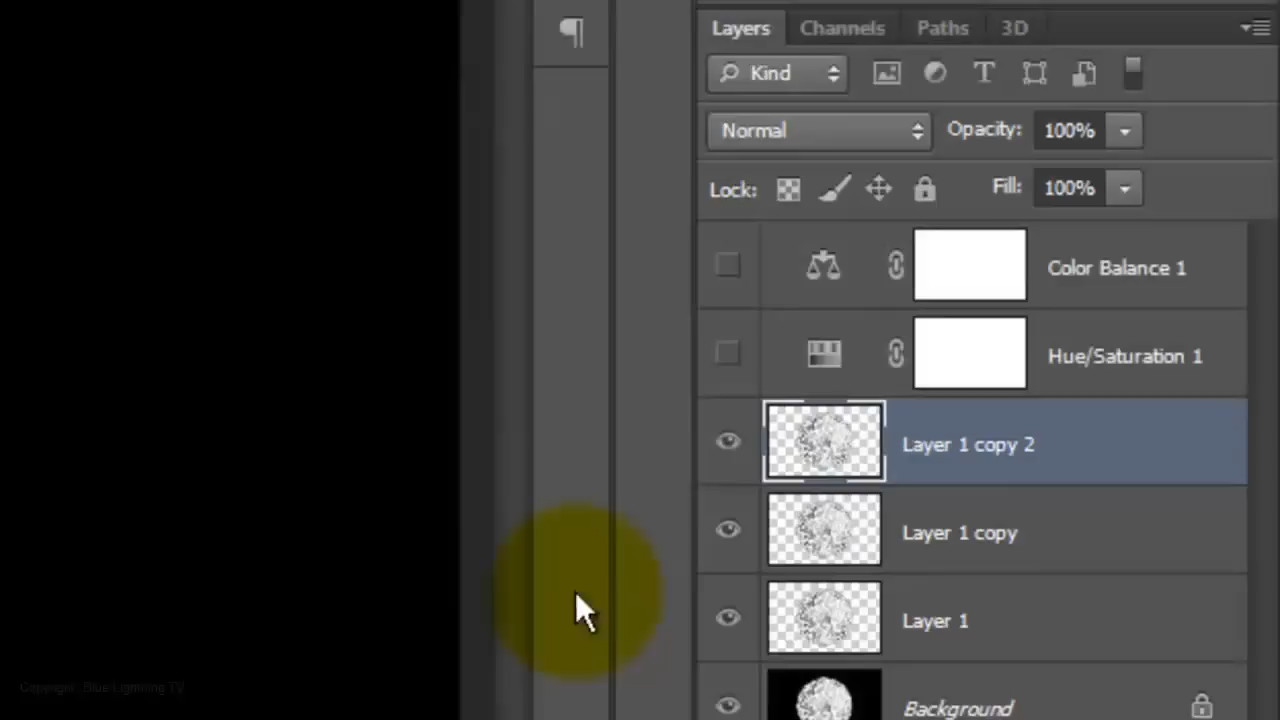 Layers Channels Paths 3D
Kind
Normal Opacity: 100%
Lock: Fill: 100%
Color Balance 1
Hue/Saturation 1
Layer 1 copy 2
Layer 1 copy
Layer 1
Background
Copyright: Blue Lightning TV